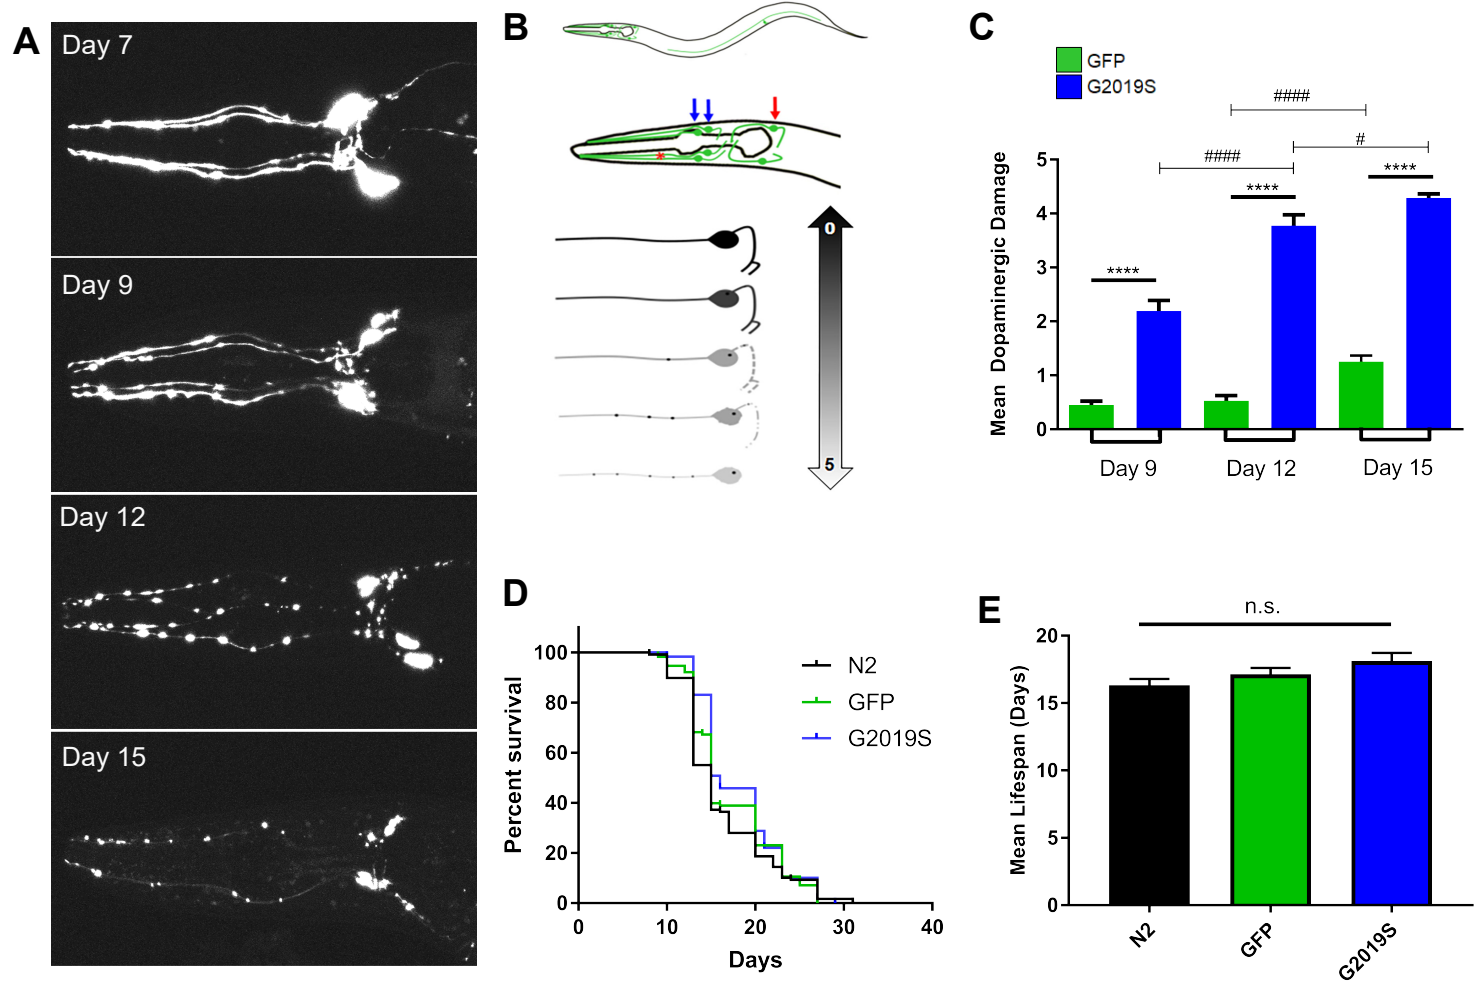 A
Day 7
Day 9
Day 12
Day 15
B
*
0
5
C
GFP
G2019S
####
#
####
****
****
****
Mean Dopaminergic Damage
5
4
3
2
1
0
Day 9
Day 12
Day 15
D
Percent survival
100
80
60
40
20
0
N2
GFP
G2019S
0
10
20
30
40
Days
E
n.s.
Mean Lifespan (Days)
20
15
10
5
0
N2
GFP
G2019S